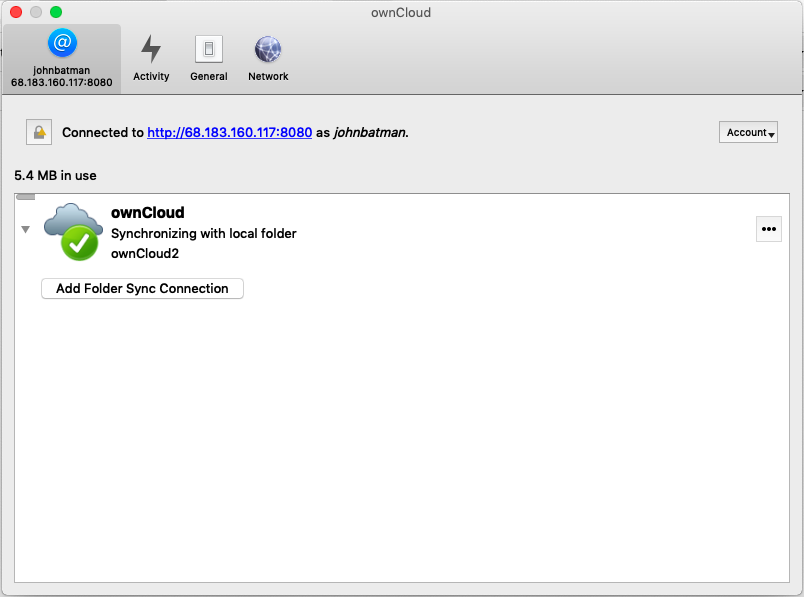 ownCloud
johnbatman
68.183.160.117:8080
Activity
General
Network
Connected to http://68.183.160.117:8080 as johnbatman.
Account
5.4 MB in use
ownCloud
Synchronizing with local folder
ownCloud2
Add Folder Sync Connection